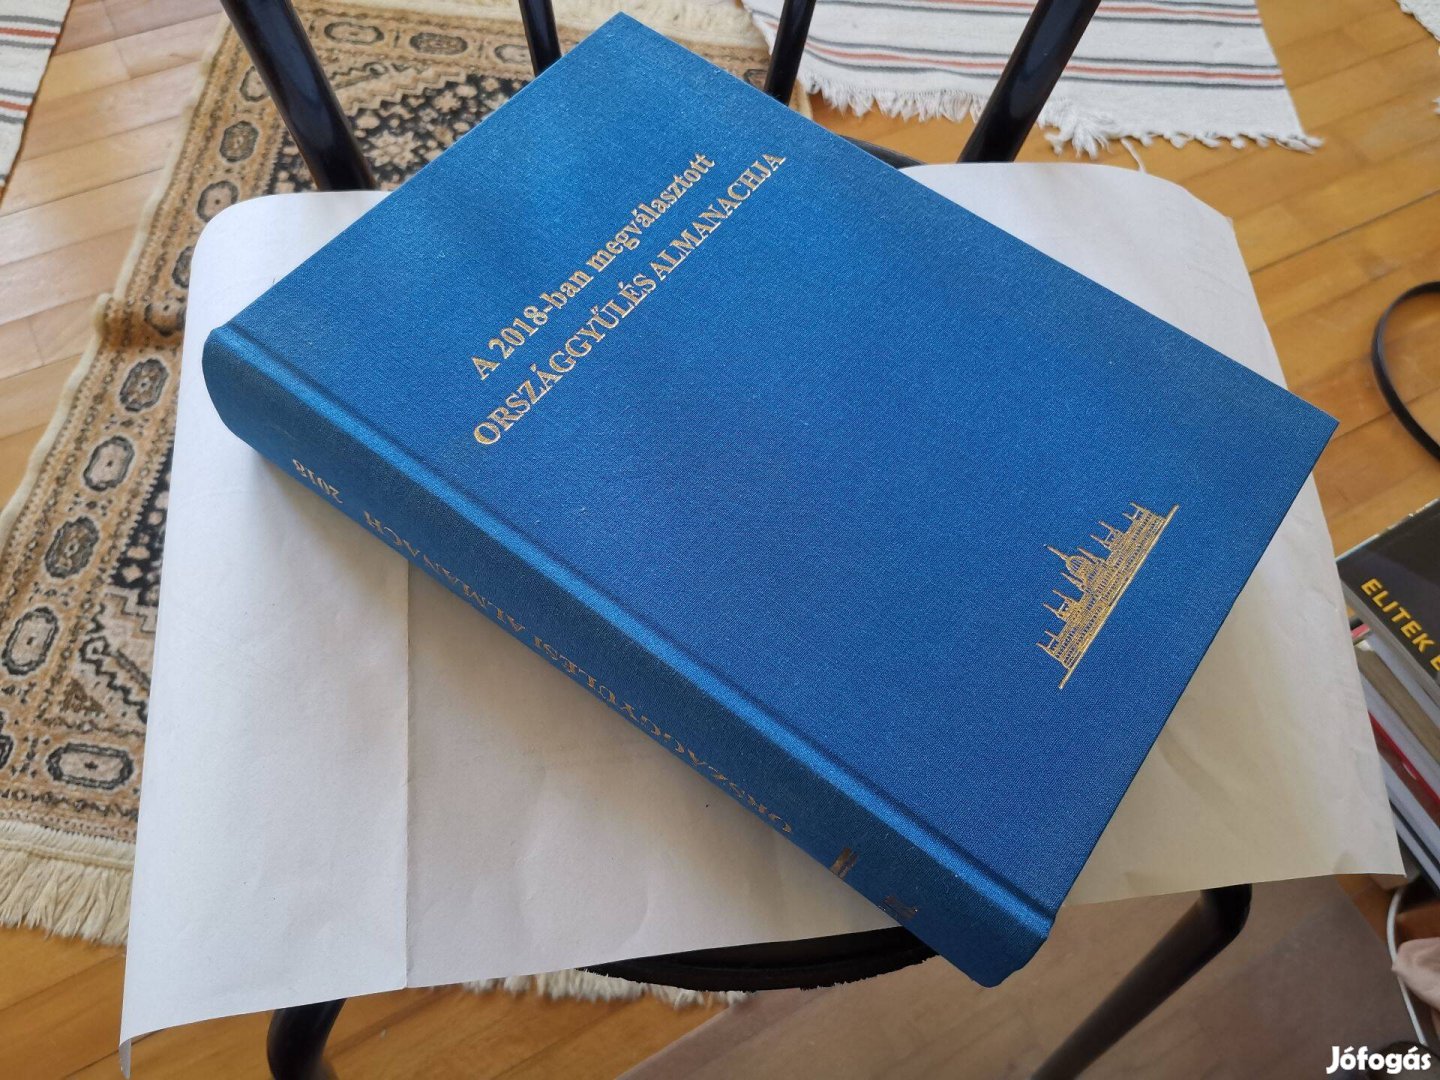 A 2018-ban megválasztott
ORSZÁGGYŰLÉS ALMANACHJA
ORSZÁGGYŰLÉSI ALMANACH 2018
ELITEK
Jófogás